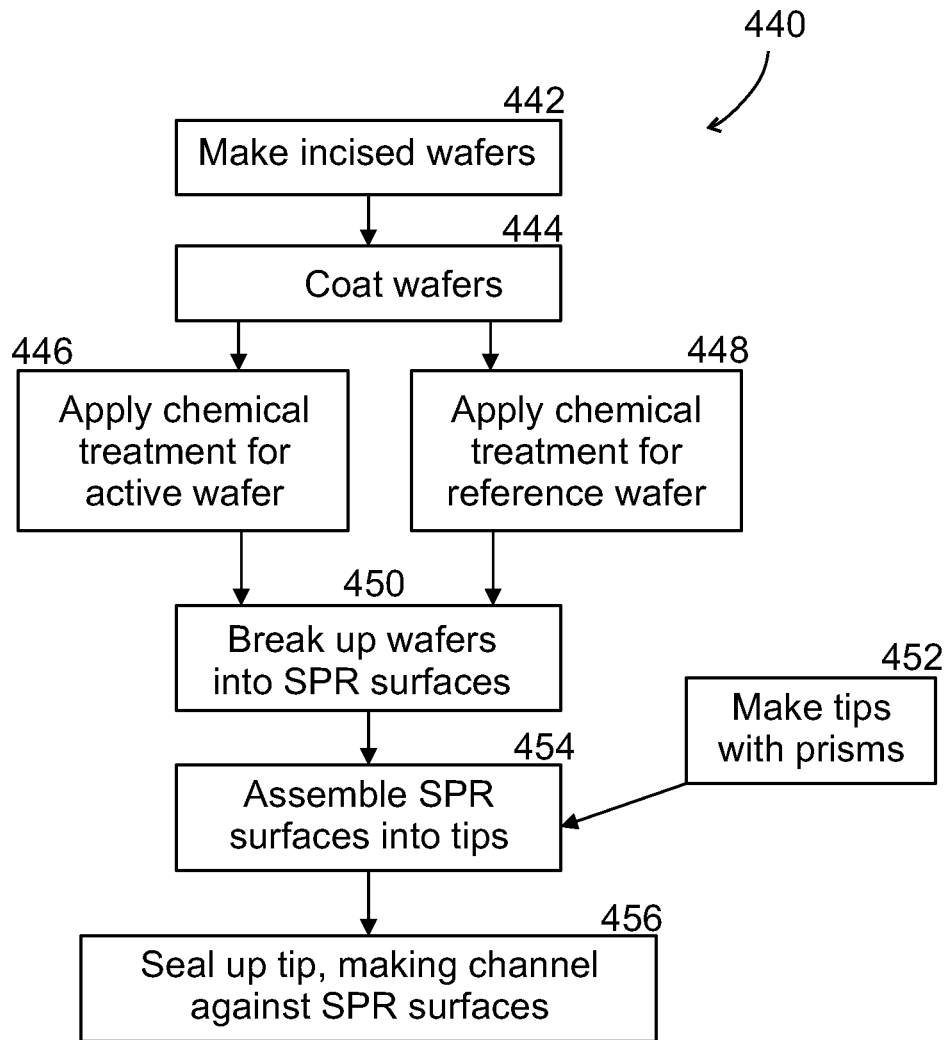 440
442
Make incised wafers
444
Coat wafers
446
Apply chemical
treatment for
active wafer
448
Apply chemical
treatment for
reference wafer
450
Break up wafers
into SPR surfaces
452
Make tips
with prisms
454
Assemble SPR
surfaces into tips
456
Seal up tip, making channel
against SPR surfaces